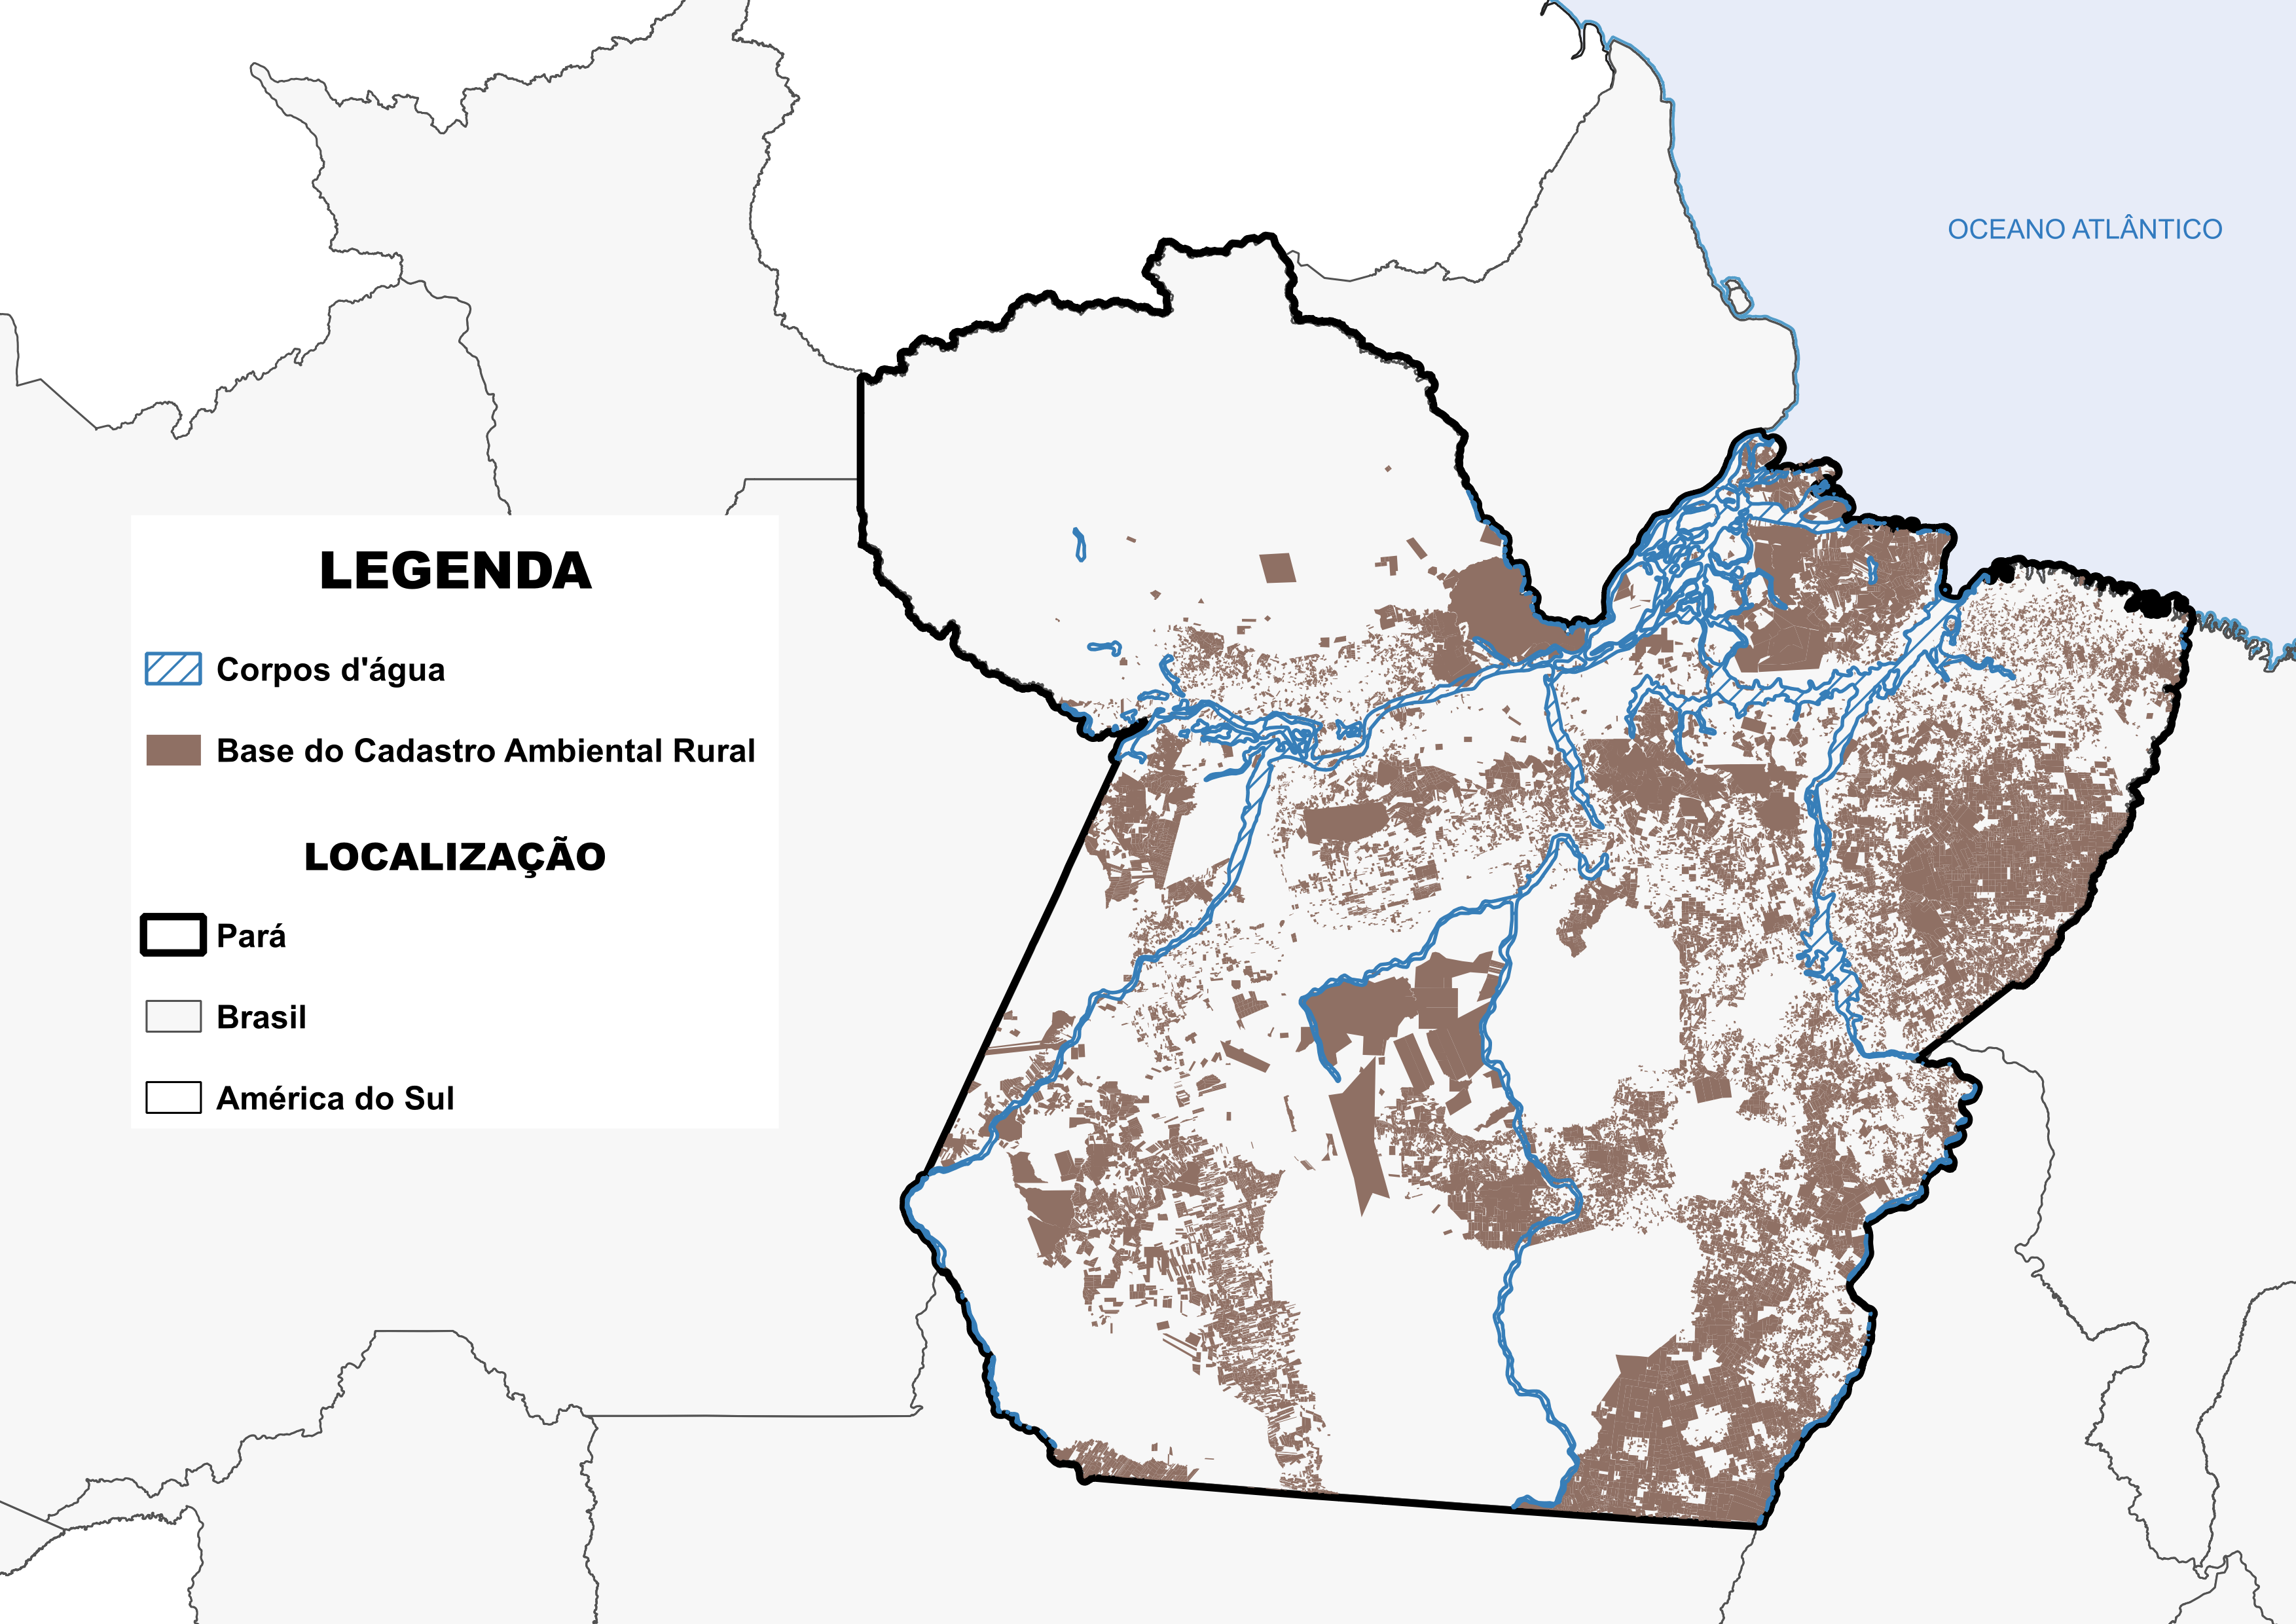 OCEANO ATLÂNTICO
LEGENDA
Corpos d'água
Base do Cadastro Ambiental Rural
LOCALIZAÇÃO
Pará
Brasil
América do Sul